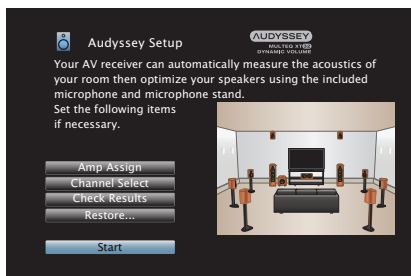 Audyssey Setup
AUDYSSEY
MULTEQ XT32
DYNAMIC VOLUME
Your AV receiver can automatically measure the acoustics of
your room then optimize your speakers using the included
microphone and microphone stand.
Set the following items
if necessary.
Amp Assign
Channel Select
Check Results
Restore...
Start